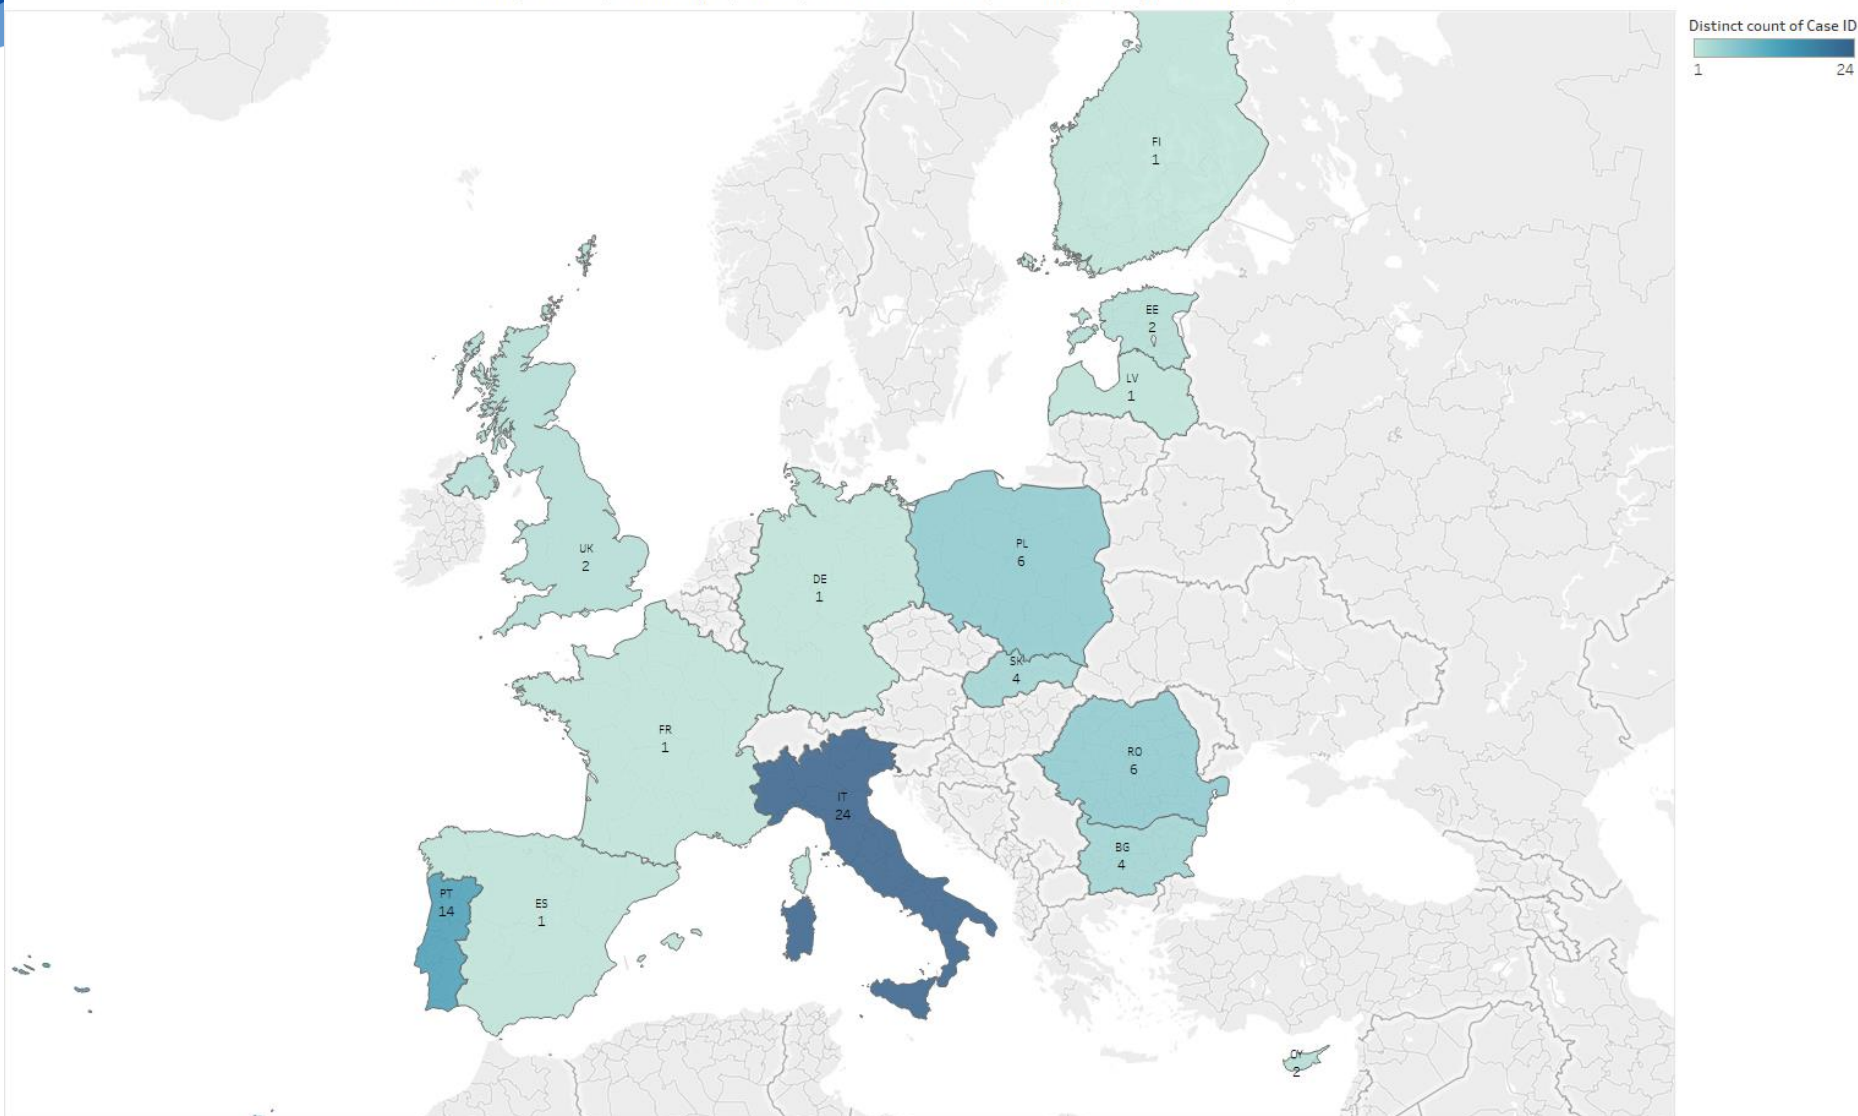 Distinct count of Case ID
1 24
FI
1
EE
2
LV
1
UK
2
PL
6
DE
1
SK
4
FR
1
RO
6
IT
24
BG
4
PT
14
ES
1
CY
2